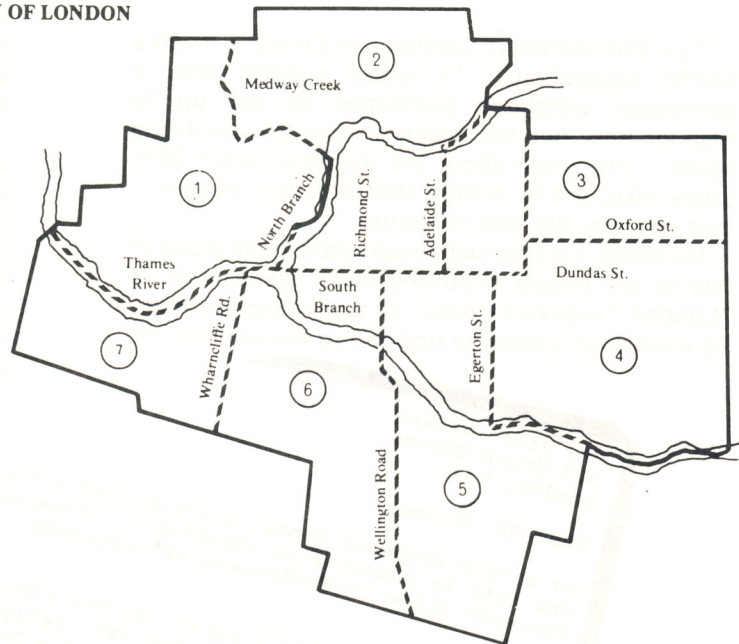 Y OF LONDON
2
Medway Creek
3
1
North Branch
Richmond St.
Adelaide St.
Oxford St.
Thames
River
Dundas St.
South
Branch
Wharncliffe Rd.
Egerton St.
7
6
4
Wellington Road
5